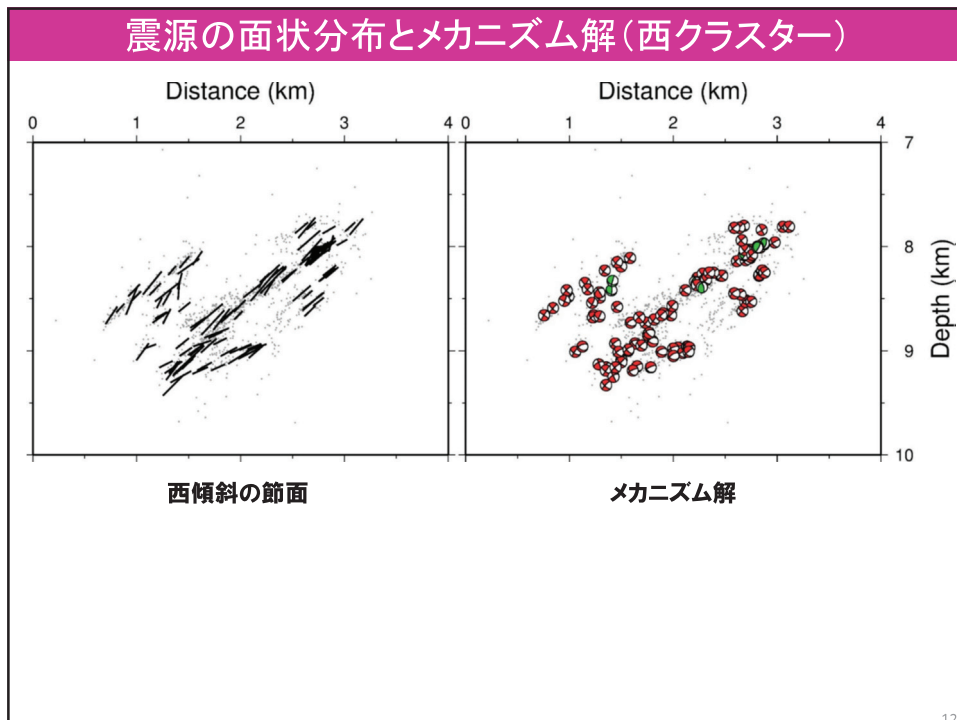 震源の面状分布とメカニズム解(西クラスター)
Distance (km)
Distance (km)
0 1 2 3 4 0 1 2 3 4
7
8
9
10
Depth (km)
西傾斜の節面
メカニズム解
12